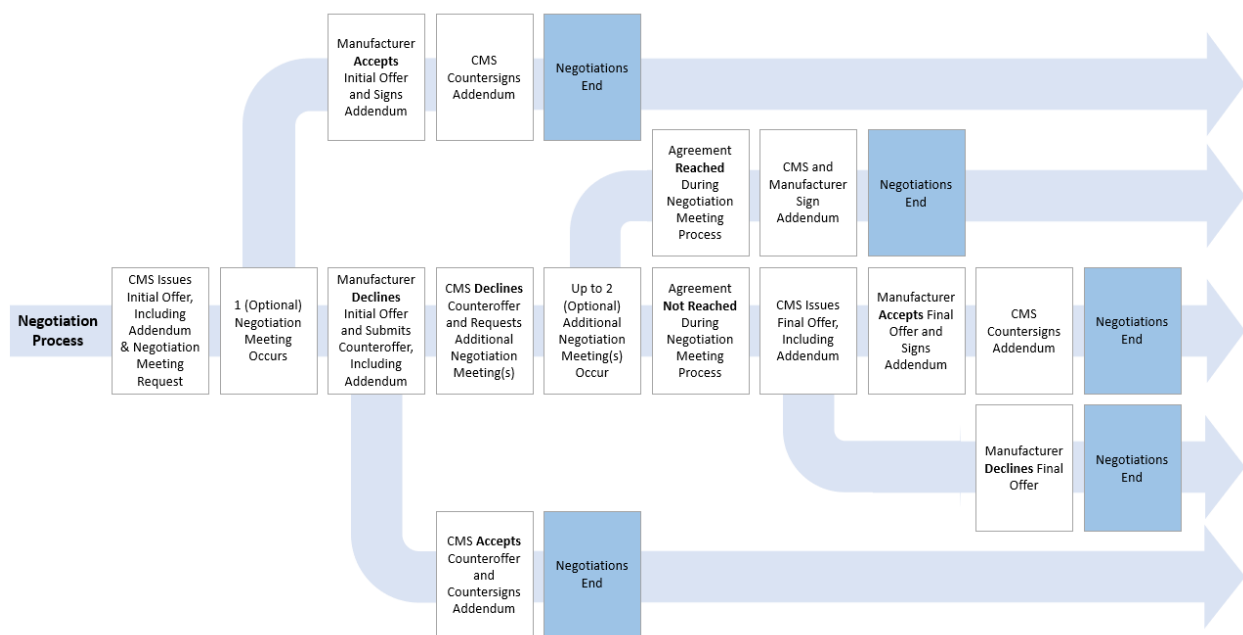 Manufacturer
Accepts
Initial Offer
and Signs
Addendum
CMS
Countersigns
Addendum
Negotiations
End
Agreement
Reached
During
Negotiation
Meeting
Process
CMS and
Manufacturer
Sign
Addendum
Negotiations
End
Negotiation
Process
CMS Issues
Initial Offer,
Including
Addendum
& Negotiation
Meeting
Request
1 (Optional)
Negotiation
Meeting
Occurs
Manufacturer
Declines
Initial Offer
and Submits
Counteroffer,
Including
Addendum
CMS Declines
Counteroffer
and Requests
Additional
Negotiation
Meeting(s)
Up to 2
(Optional)
Additional
Negotiation
Meeting(s)
Occur
Agreement
Not Reached
During
Negotiation
Meeting
Process
CMS Issues
Final Offer,
Including
Addendum
Manufacturer
Accepts Final
Offer and
Signs
Addendum
CMS
Countersigns
Addendum
Negotiations
End
Manufacturer
Declines Final
Offer
Negotiations
End
CMS Accepts
Counteroffer
and
Countersigns
Addendum
Negotiations
End